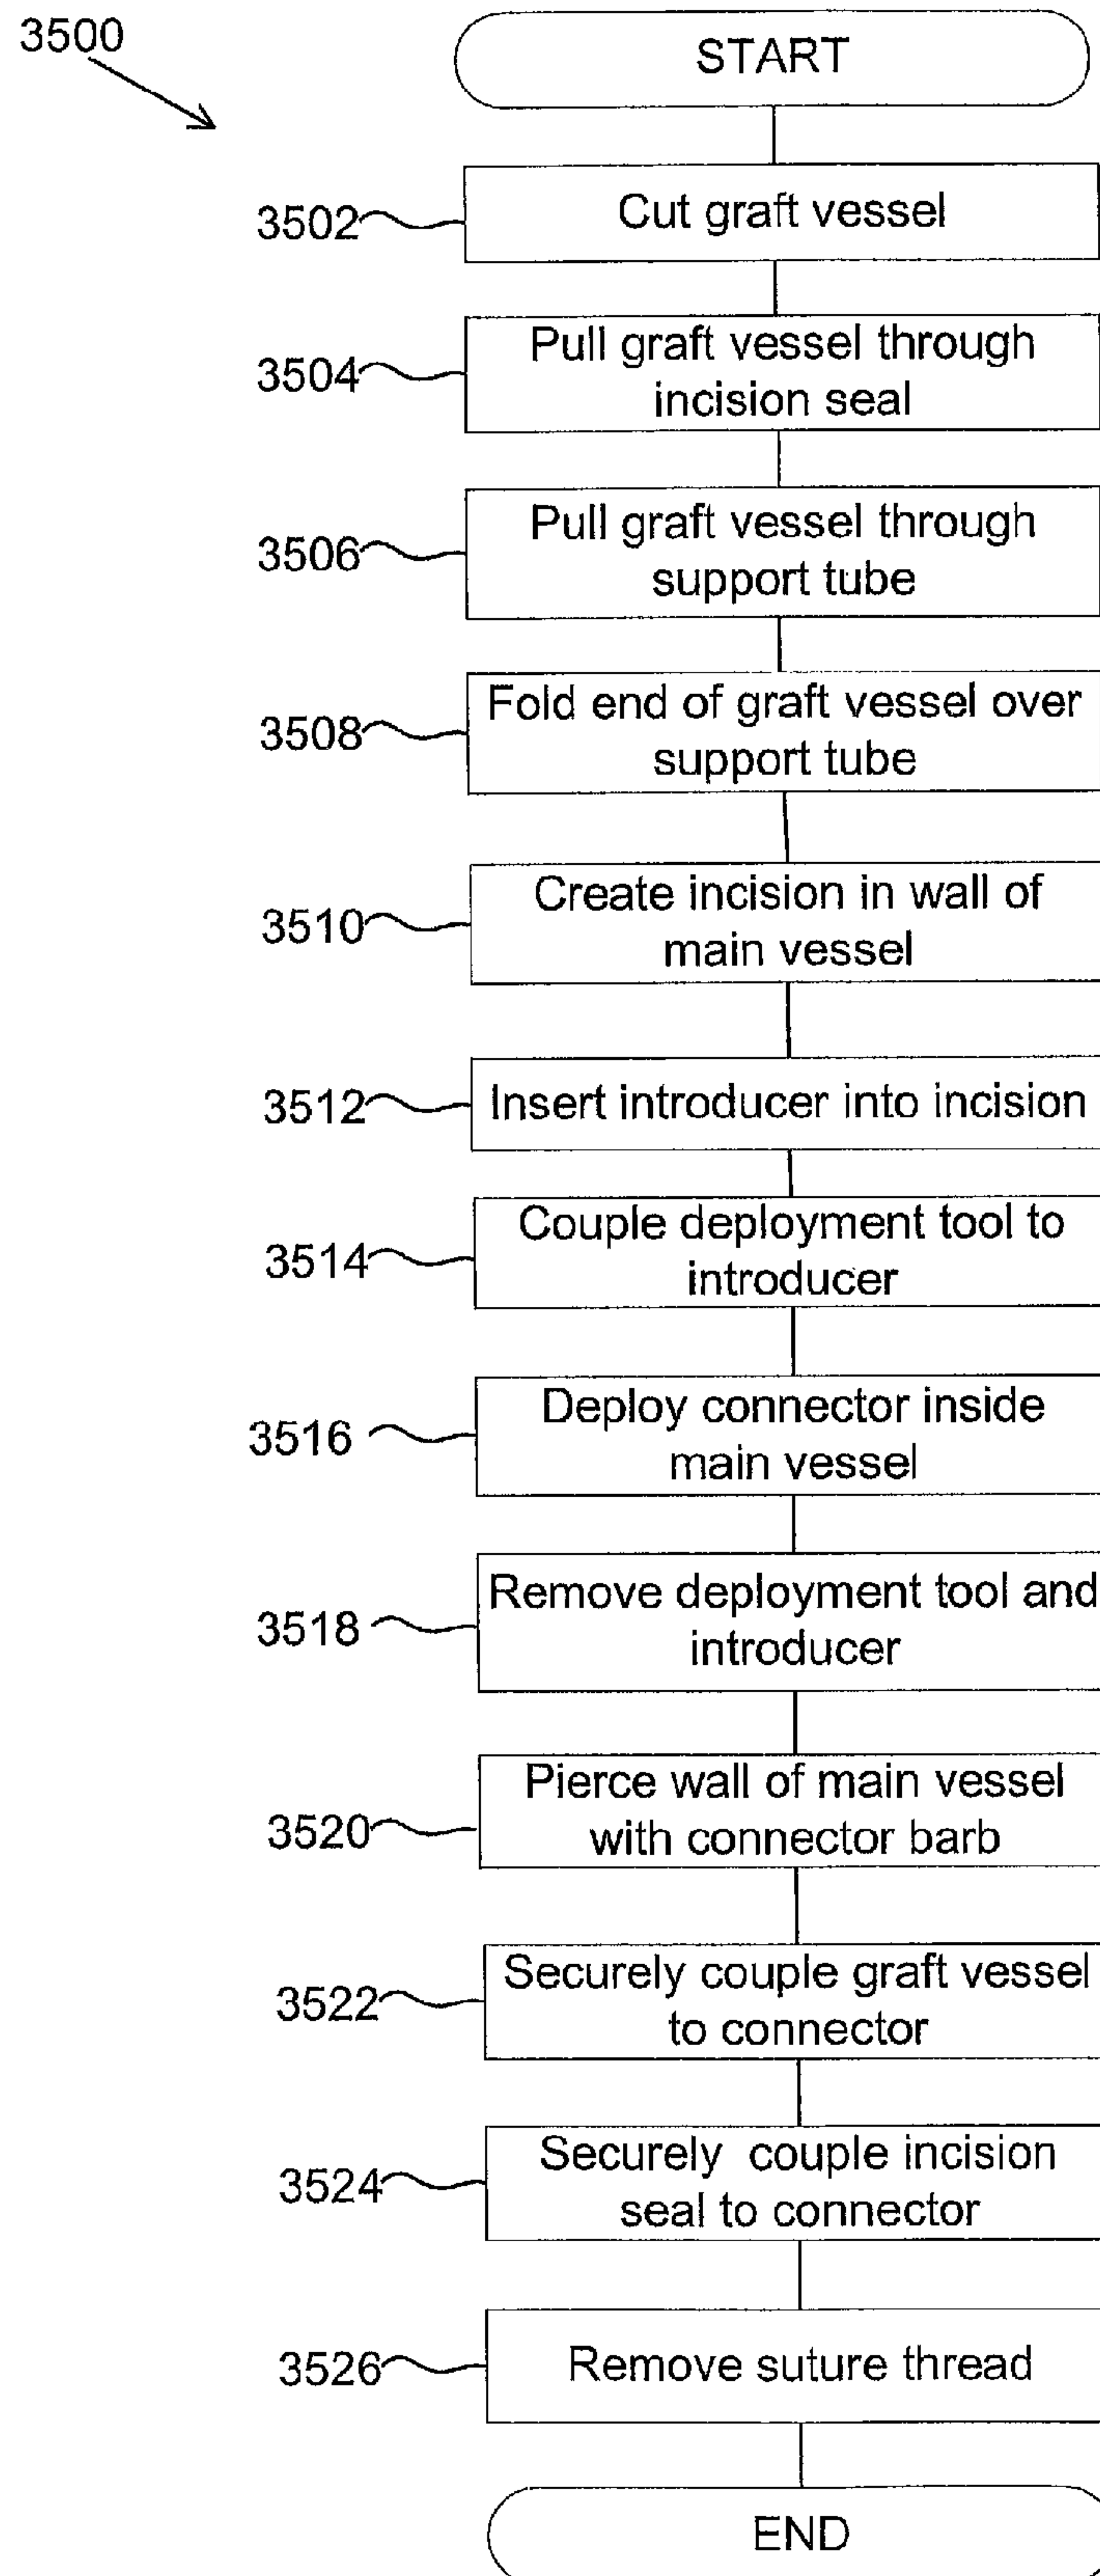 3500
START
3502
Cut graft vessel
3504
Pull graft vessel through
incision seal
3506
Pull graft vessel through
support tube
3508
Fold end of graft vessel over
support tube
3510
Create incision in wall of
main vessel
3512
Insert introducer into incision
3514
Couple deployment tool to
introducer
3516
Deploy connector inside
main vessel
3518
Remove deployment tool and
introducer
3520
Pierce wall of main vessel
with connector barb
3522
Securely couple graft vessel
to connector
3524
Securely couple incision
seal to connector
3526
Remove suture thread
END